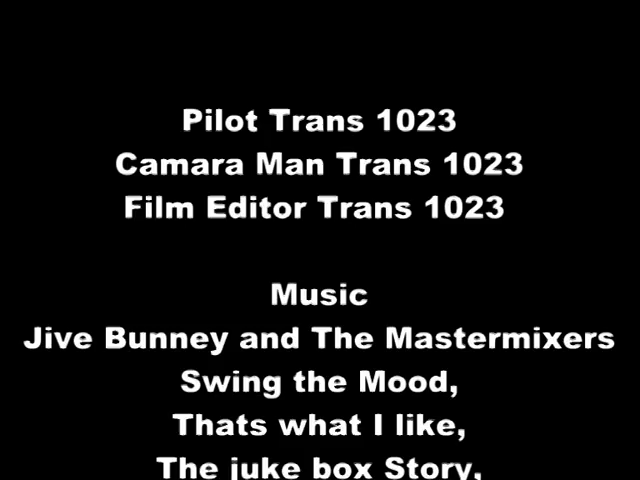 Pilot Trans 1023
Camara Man Trans 1023
Film Editor Trans 1023
Music
Jive Bunney and The Mastermixers
Swing the Mood,
Thats what I like,
The juke box Story,